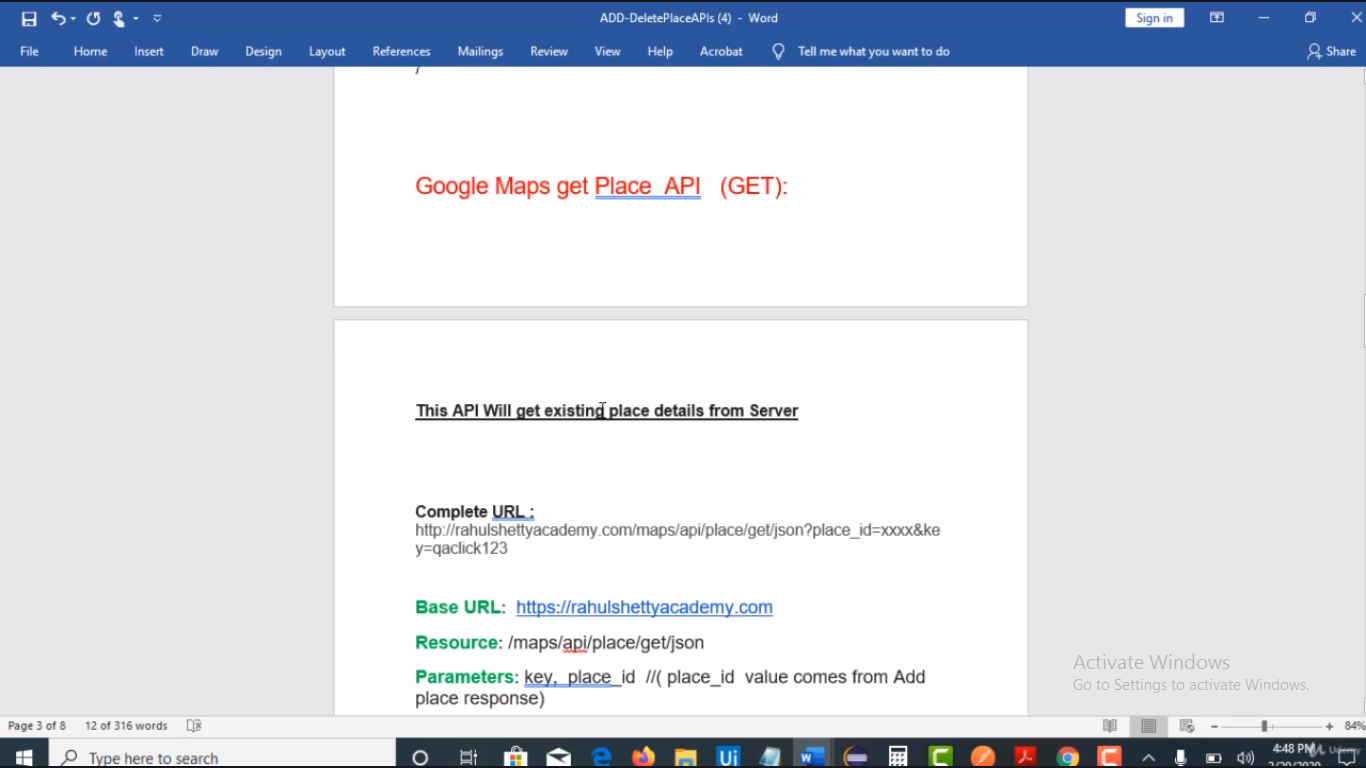 ADD-DeletePlaceAPIs (4) - Word
Sign in
File Home Insert Draw Design Layout References Mailings Review View Help Acrobat Tell me what you want to do Share
Google Maps get Place API (GET):
This API Will get existing place details from Server
Complete URL :
http://rahulshettyacademy.com/maps/api/place/get/json?place_id=xxxx&ke
y=qaclick123
Base URL: https://rahulshettyacademy.com
Resource: /maps/api/place/get/json
Parameters: key, place_id //( place_id value comes from Add
place response)
Activate Windows
Go to Settings to activate Windows.
Page 3 of 8 12 of 316 words 84%
Type here to search
Ui
4:48 PM
Udemy